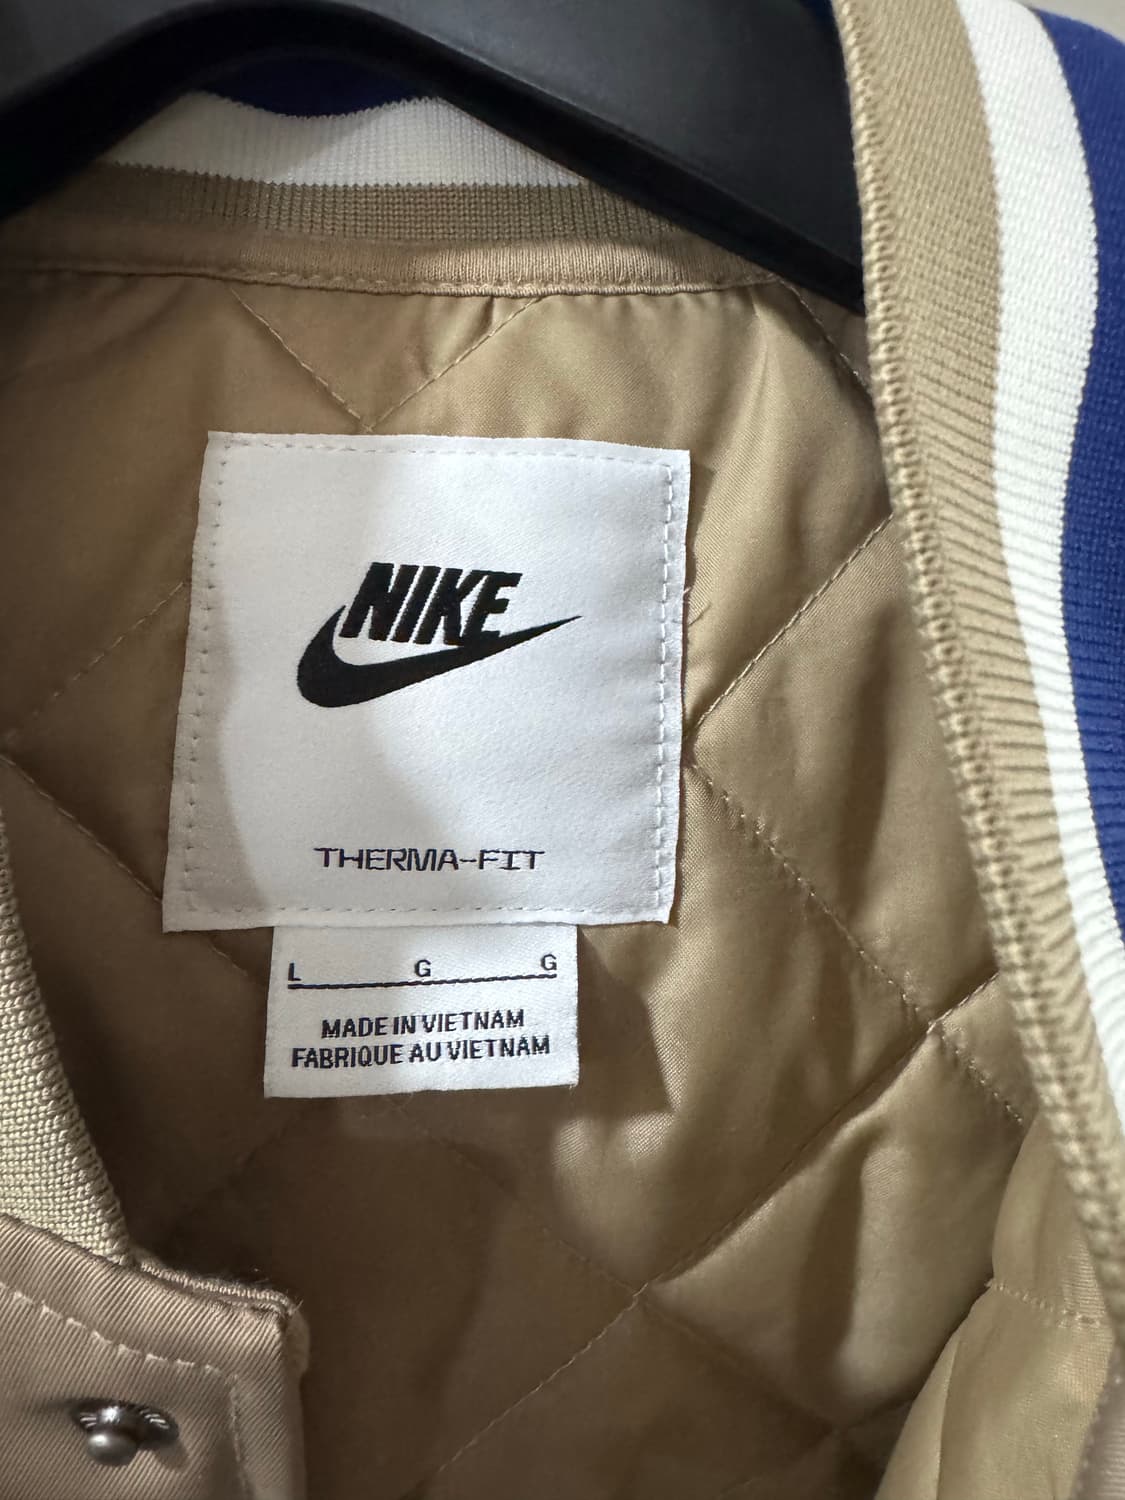 NIKE
THERMA-FIT
L G G
MADE IN VIETNAM
FABRIQUE AU VIETNAM